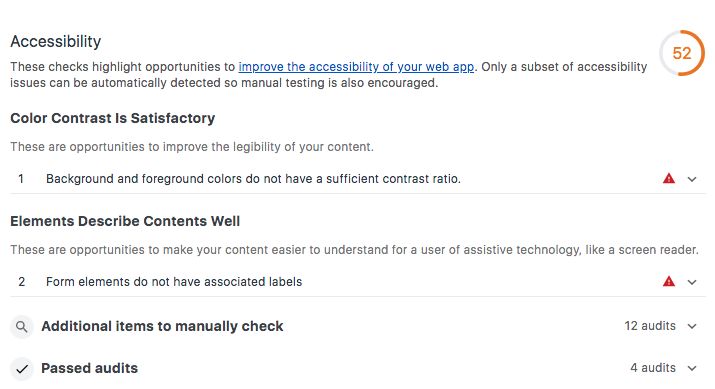 Accessibility
52
These checks highlight opportunities to improve the accessibility of your web app. Only a subset of accessibility
issues can be automatically detected so manual testing is also encouraged.
Color Contrast Is Satisfactory
These are opportunities to improve the legibility of your content.
1 Background and foreground colors do not have a sufficient contrast ratio.
Elements Describe Contents Well
These are opportunities to make your content easier to understand for a user of assistive technology, like a screen reader.
2 Form elements do not have associated labels
Additional items to manually check 12 audits
Passed audits 4 audits